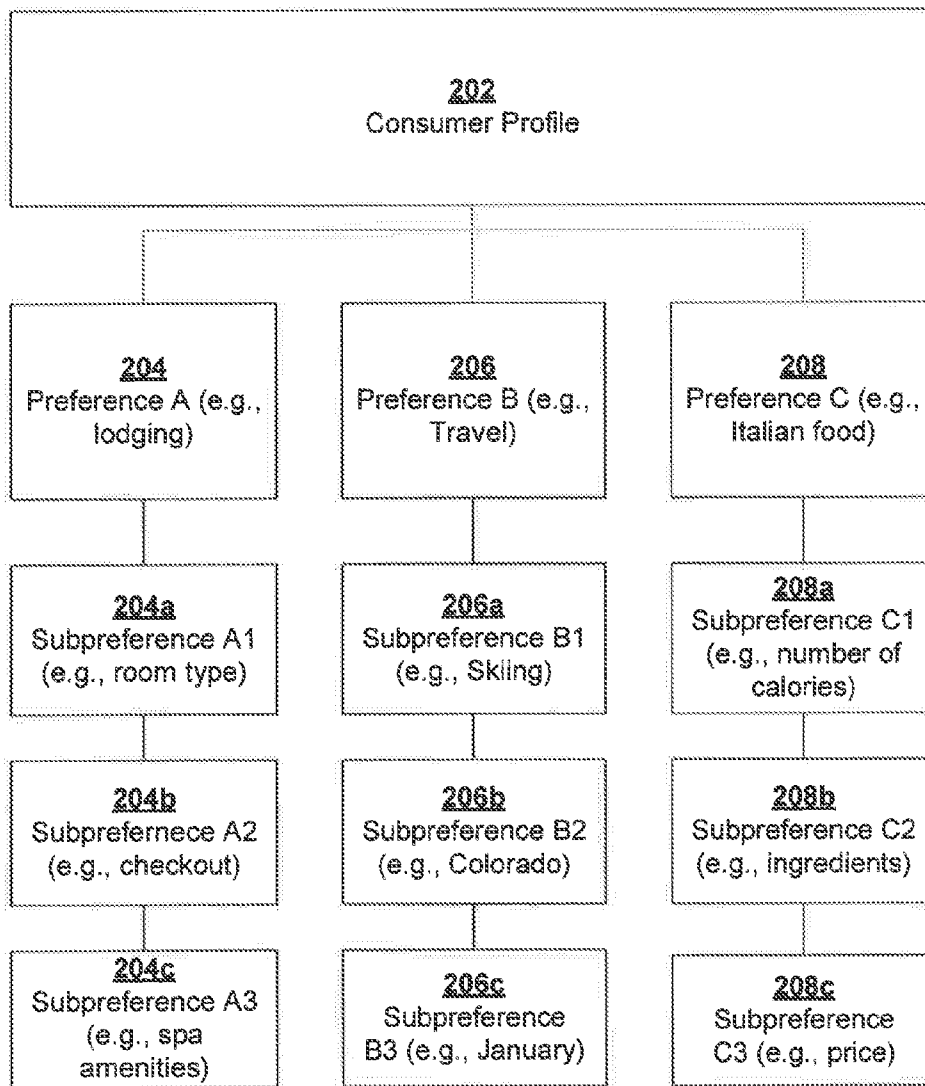 202
Consumer Profile
204
Preference A (e.g.,
lodging)
206
Preference B (e.g.,
Travel)
208
Preference C (e.g.,
Italian food)
204a
Subpreference A1
(e.g., room type)
206a
Subpreference B1
(e.g., Skiing)
208a
Subpreference C1
(e.g., number of
calories)
204b
Subprefernece A2
(e.g., checkout)
206b
Subpreference B2
(e.g., Colorado)
208b
Subpreference C2
(e.g., ingredients)
204c
Subpreference A3
(e.g., spa
amenities)
206c
Subpreference
B3 (e.g., January)
208c
Subpreference
C3 (e.g., price)